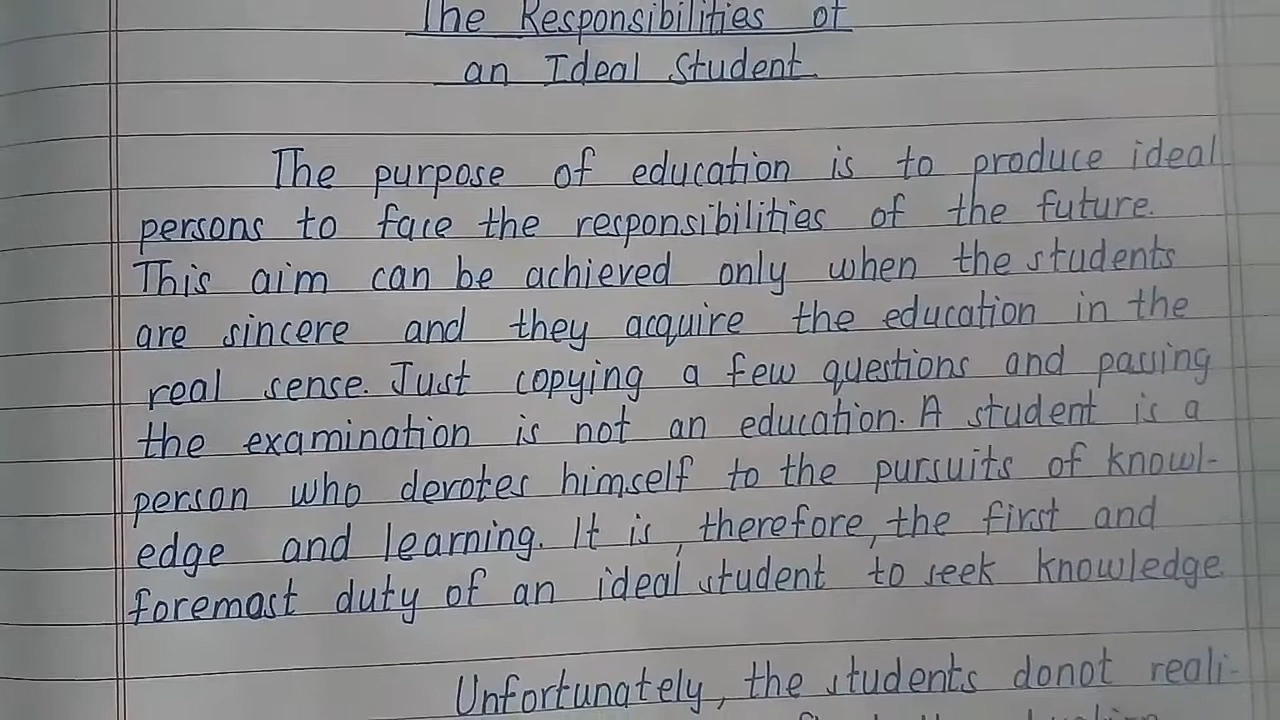 The Responsibilities of
an Ideal Student
The purpose of education is to produce ideal
persons to face the responsibilities of the future.
This aim can be achieved only when the students
are sincere and they acquire the education in the
real sense. Just copying a few questions and passing
the examination is not an education. A student is a
person who devotes himself to the pursuits of knowl-
edge and learning. It is, therefore, the first and
foremost duty of an ideal student to seek knowledge
Unfortunately, the students donot reali-